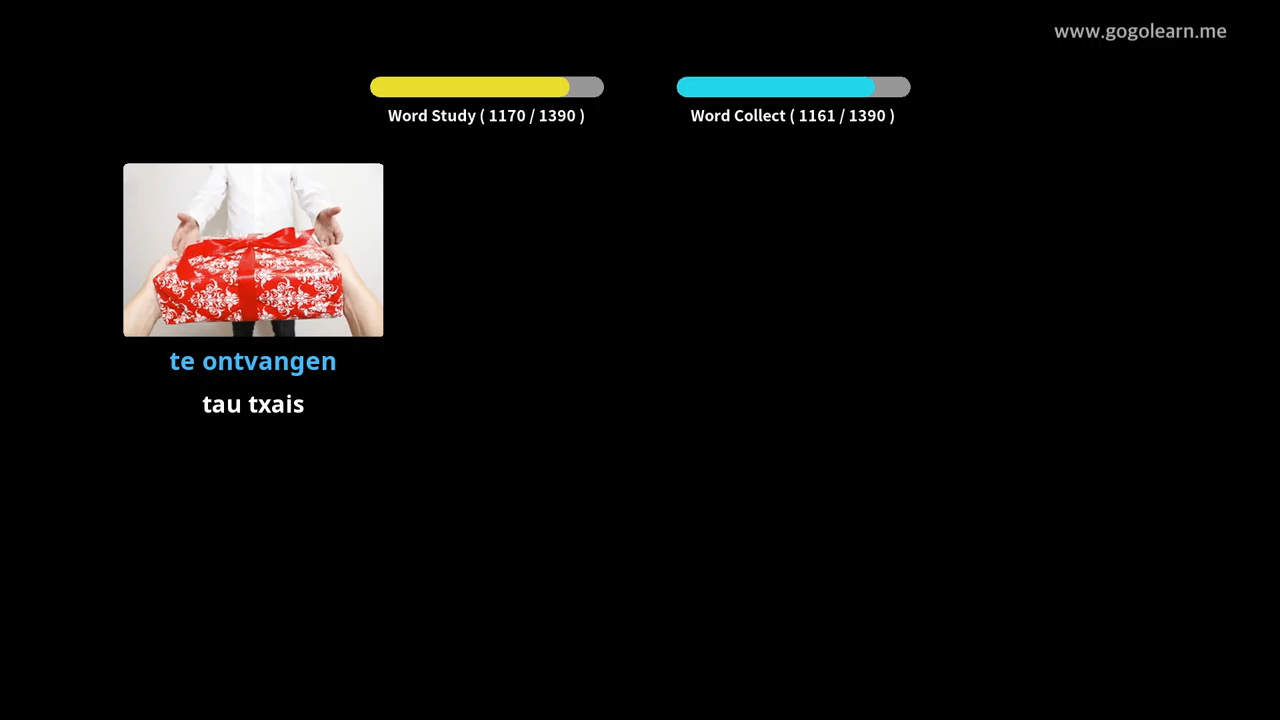 www.gogolearn.me
Word Study ( 1170 / 1390 )
Word Collect ( 1161 / 1390 )
te ontvangen
tau txais